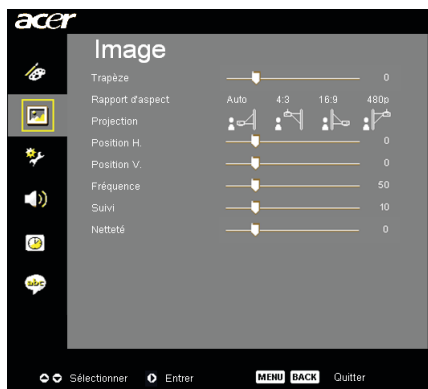 acer
Image
Trapèze 0
Rapport d'aspect Auto 4:3 16:9 480p
Projection
Position H. 0
Position V. 0
Fréquence 50
Suivi 10
Netteté 0
abc
Sélectionner Entrer MENU BACK Quitter